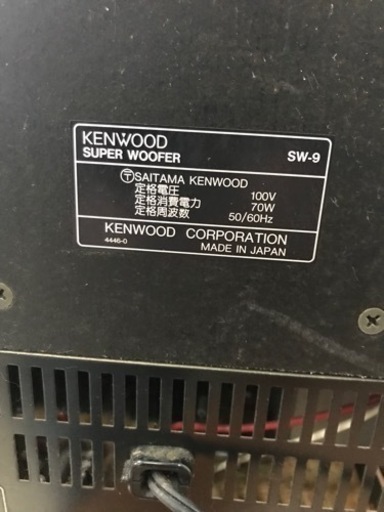 KENWOOD
SUPER WOOFER SW-9
〒SAITAMA KENWOOD
定格電圧 100V
定格消費電力 70W
定格周波数 50/60Hz
KENWOOD CORPORATION
4446-0 MADE IN JAPAN